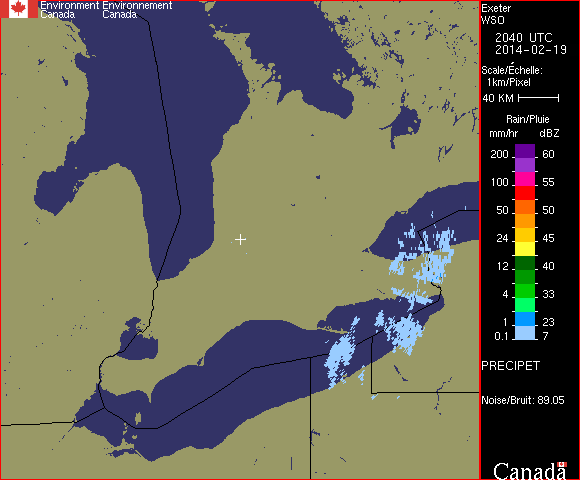 Environment Environnement
Canada Canada
Exeter
WSO
2040 UTC
2014-02-19
Scale/Échelle:
1km/Pixel
40 KM
Rain/Pluie
mm/hr dBZ
200 60
100 55
50 50
24 45
12 40
4 33
1 23
0.1 7
PRECIPET
Noise/Bruit: 89.05
Canada